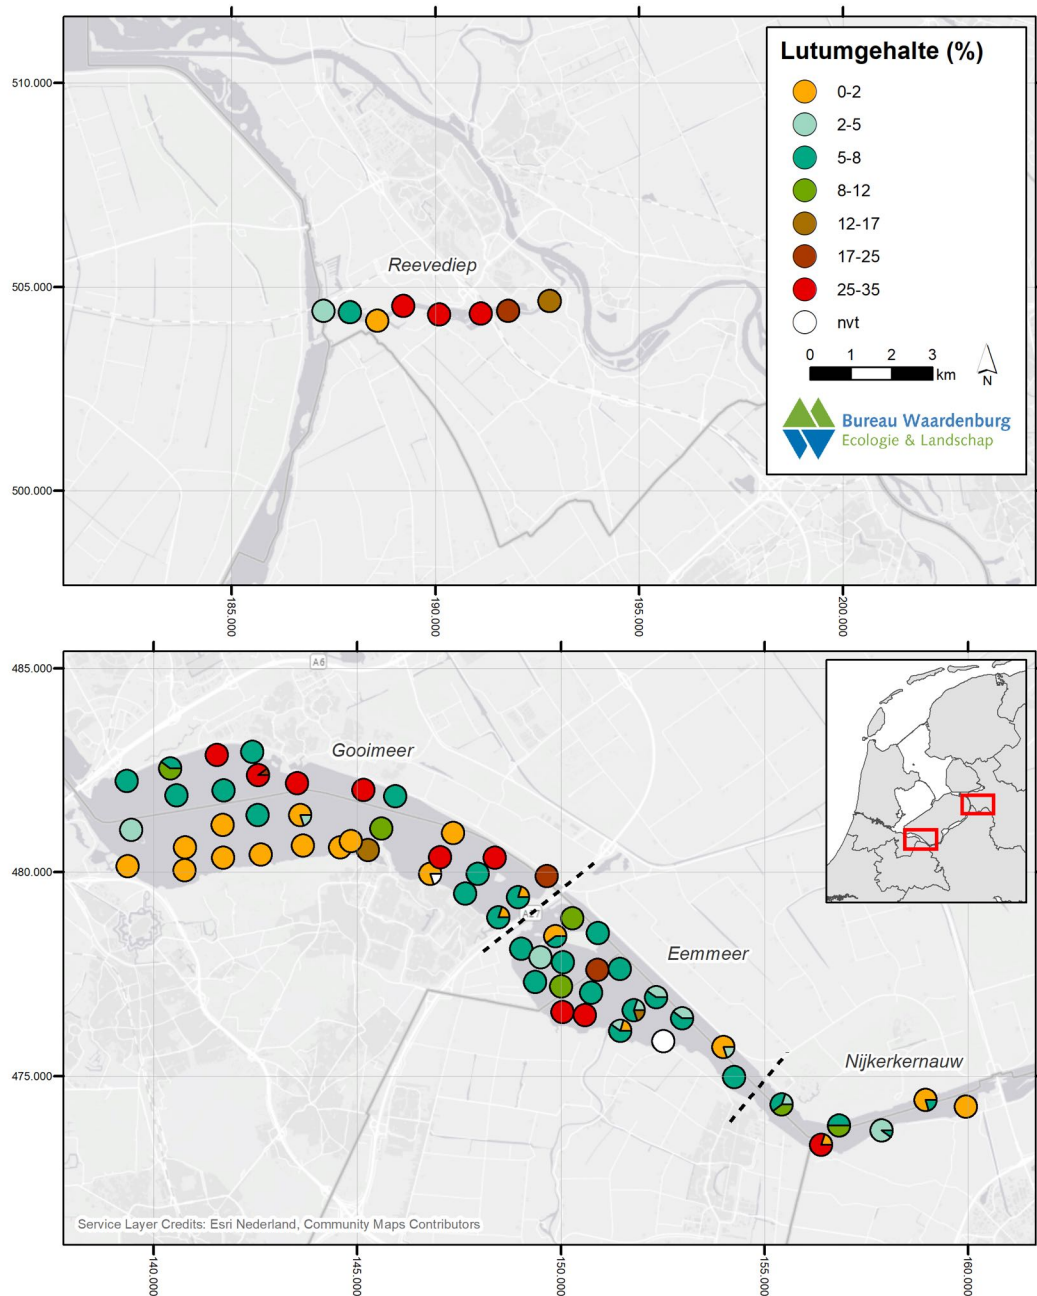 510.000
505.000
500.000
Reevediep
Lutumgehalte (%)
0-2
2-5
5-8
8-12
12-17
17-25
25-35
nvt
0 1 2 3
km
N
Bureau Waardenburg
Ecologie & Landschap
185.000
190.000
195.000
200.000
485.000
480.000
475.000
A6
Gooimeer
Eemmeer
Nijkerkernauw
Service Layer Credits: Esri Nederland, Community Maps Contributors
140.000
145.000
150.000
155.000
160.000